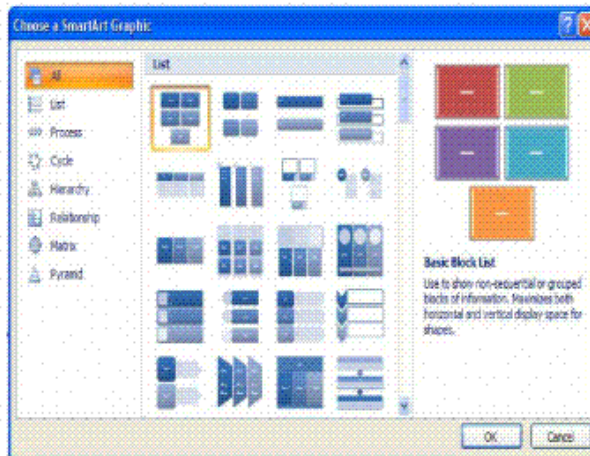 Choose a SmartArt Graphic
All
List
Process
Cycle
Hierarchy
Relationship
Matrix
Pyramid
List
Basic Block List
Use to show non-sequential or grouped
blocks of information. Maximizes both
horizontal and vertical display space for
shapes.
OK
Cancel